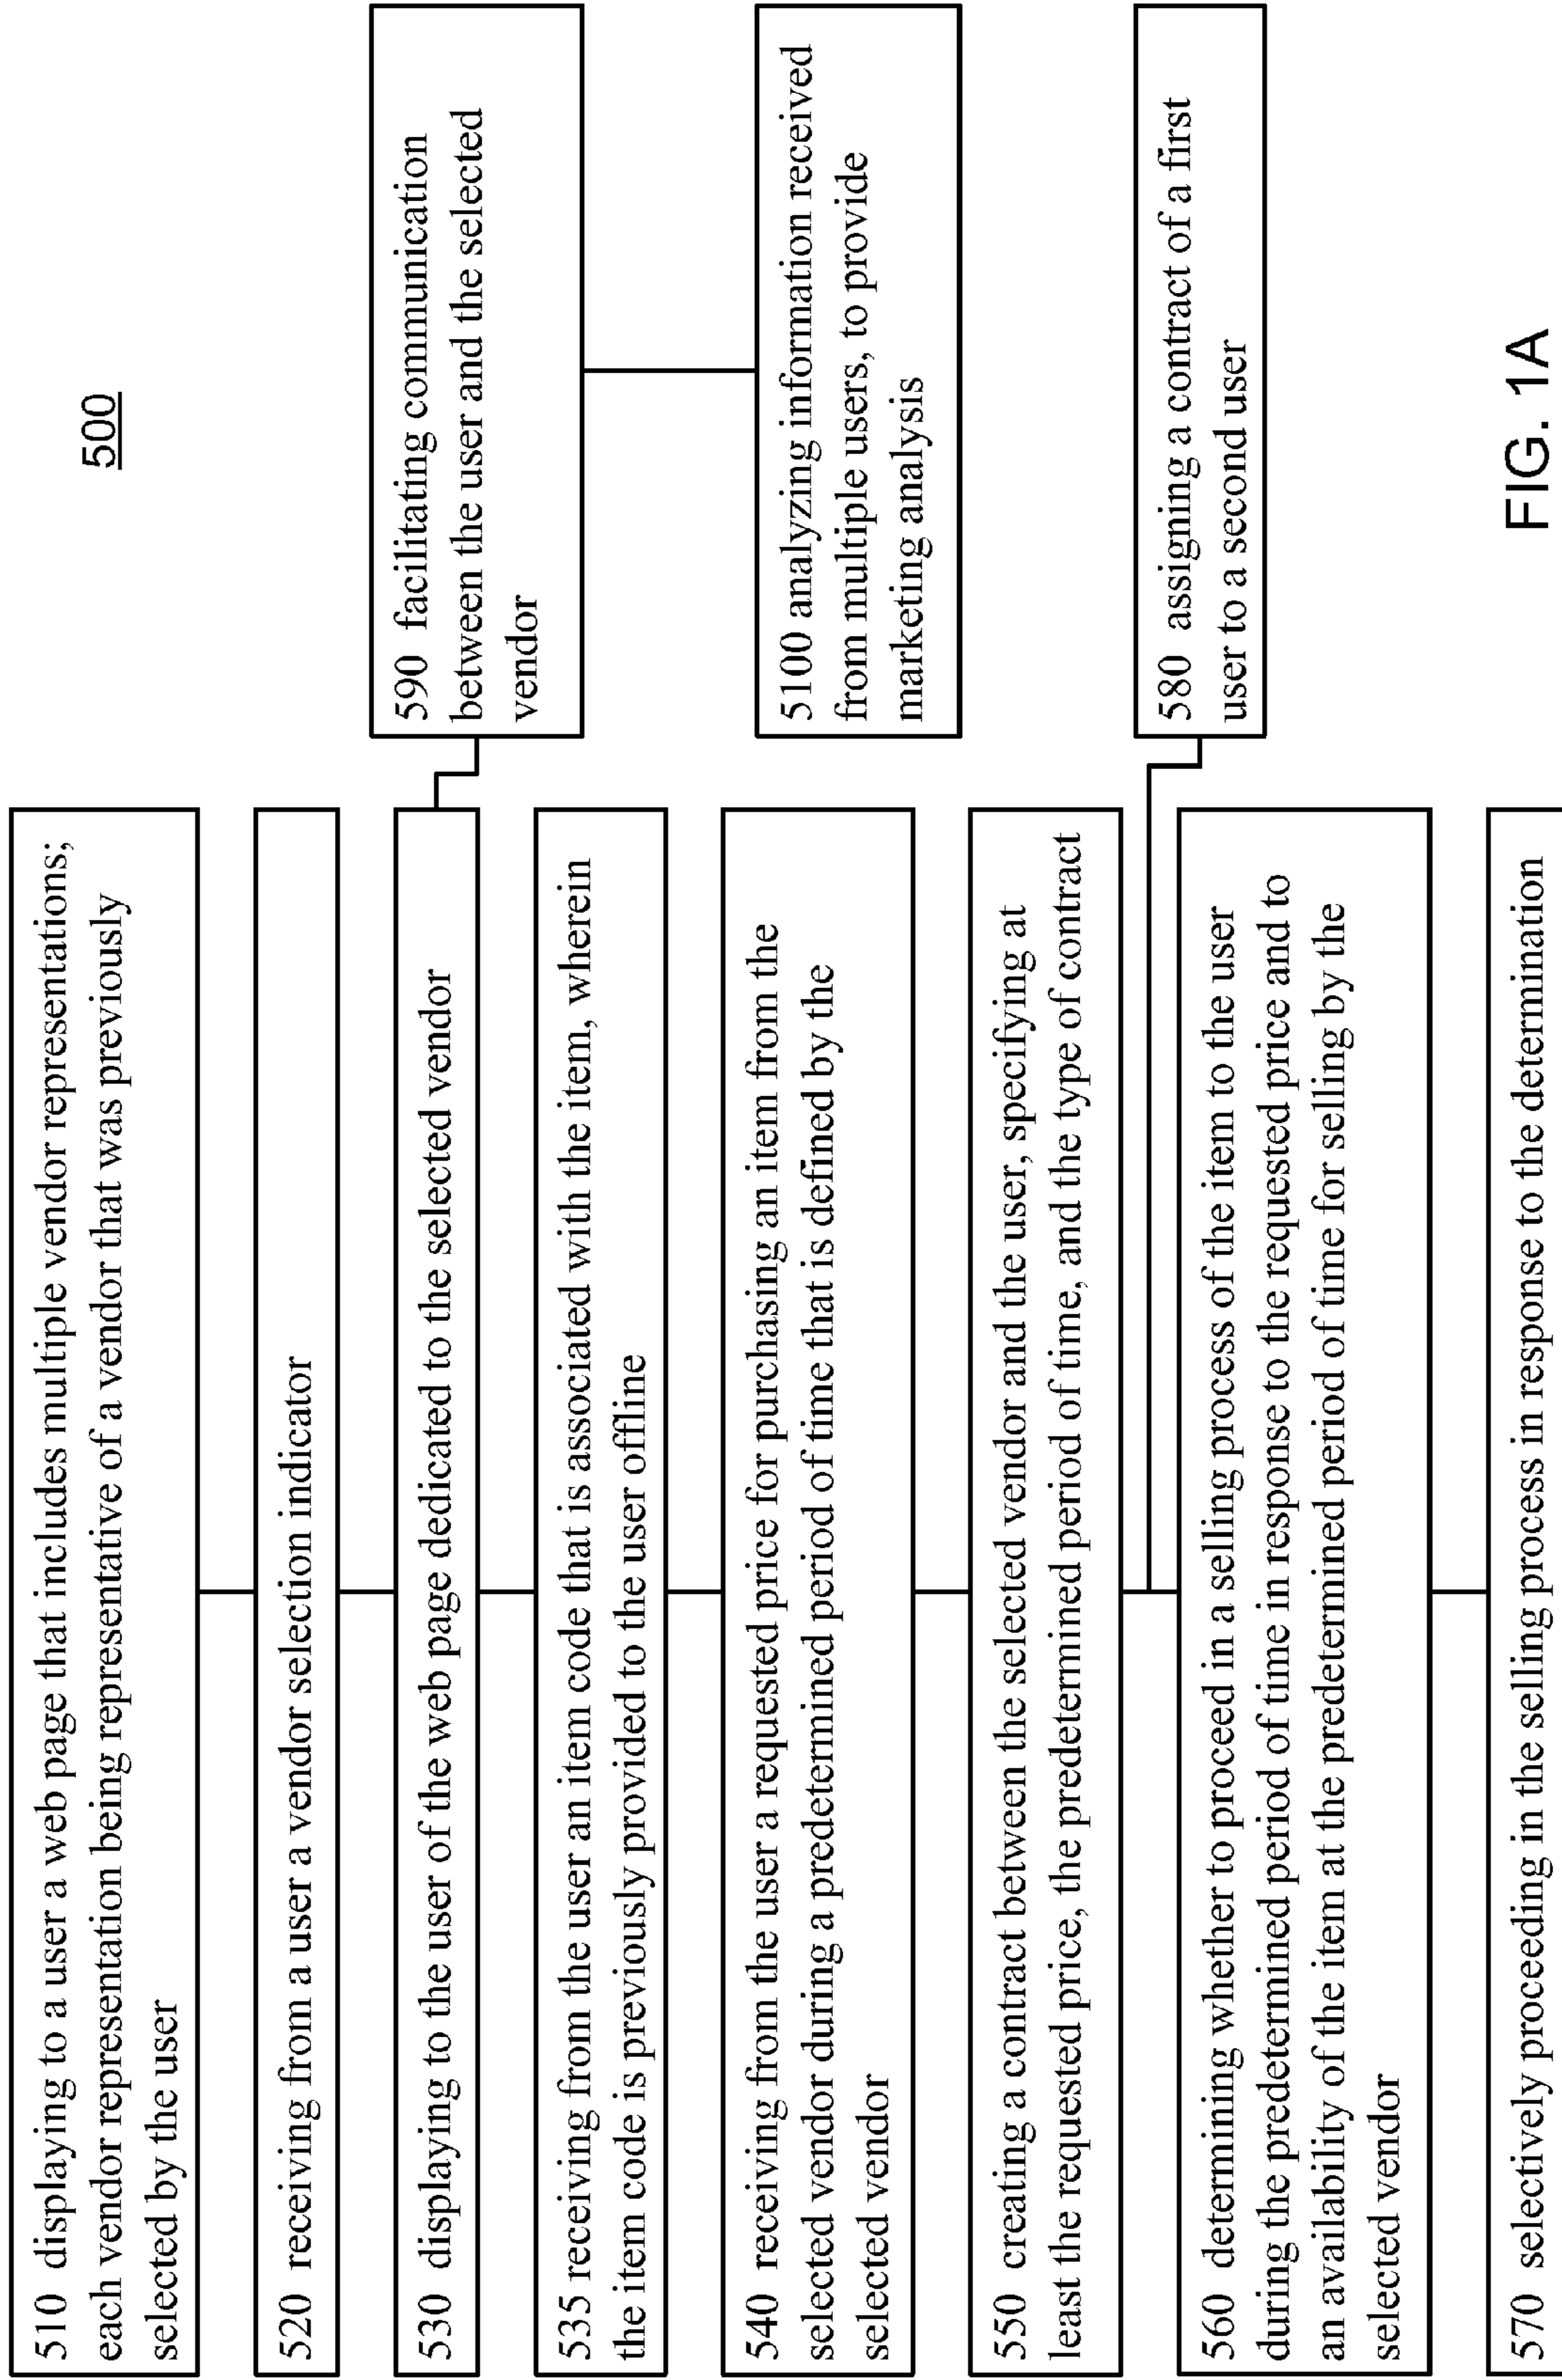 500
510 displaying to a user a web page that includes multiple vendor representations;
each vendor representation being representative of a vendor that was previously
selected by the user
520 receiving from a user a vendor selection indicator
530 displaying to the user of the web page dedicated to the selected vendor
535 receiving from the user an item code that is associated with the item, wherein
the item code is previously provided to the user offline
540 receiving from the user a requested price for purchasing an item from the
selected vendor during a predetermined period of time that is defined by the
selected vendor
550 creating a contract between the selected vendor and the user, specifying at
least the requested price, the predetermined period of time, and the type of contract
560 determining whether to proceed in a selling process of the item to the user
during the predetermined period of time in response to the requested price and to
an availability of the item at the predetermined period of time for selling by the
selected vendor
570 selectively proceeding in the selling process in response to the determination
590 facilitating communication
between the user and the selected
vendor
5100 analyzing information received
from multiple users, to provide
marketing analysis
580 assigning a contract of a first
user to a second user
FIG. 1A